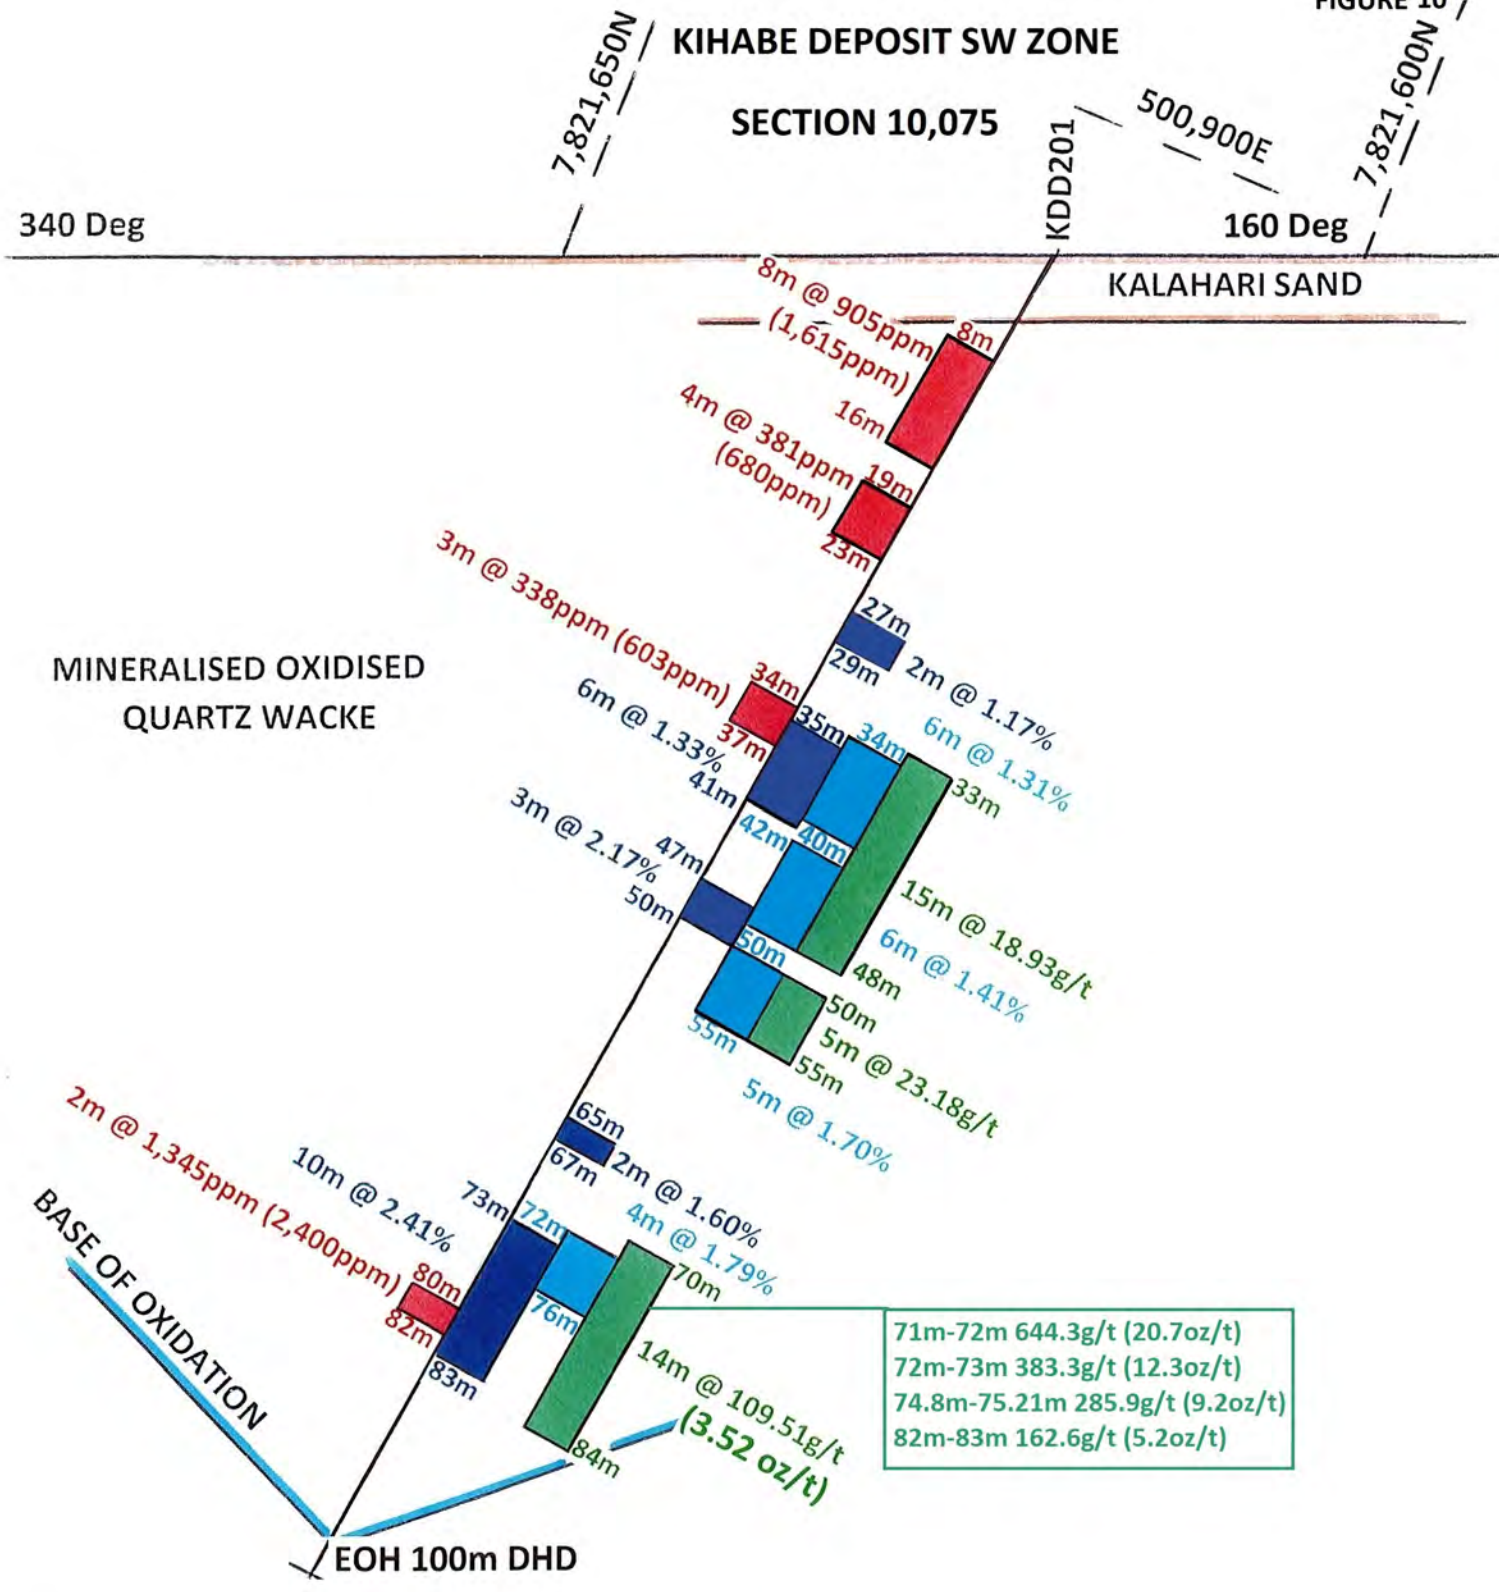 FIGURE 10
KIHABE DEPOSIT SW ZONE
SECTION 10,075
7,821,650N
KDD201
500,900E
7,821,600N
340 Deg
160 Deg
KALAHARI SAND
8m @ 905ppm
(1,615ppm)
8m
16m
4m @ 381ppm
(680ppm)
19m
23m
27m
29m
2m @ 1.17%
3m @ 338ppm (603ppm)
34m
37m
MINERALISED OXIDISED
QUARTZ WACKE
6m @ 1.33%
35m
41m
34m
6m @ 1.31%
40m
33m
42m
15m @ 18.93g/t
48m
3m @ 2.17%
47m
50m
50m
6m @ 1.41%
50m
55m
5m @ 23.18g/t
55m
5m @ 1.70%
65m
67m
2m @ 1.60%
2m @ 1,345ppm (2,400ppm)
80m
82m
10m @ 2.41%
73m
83m
72m
4m @ 1.79%
76m
70m
14m @ 109.51g/t
(3.52 oz/t)
84m
71m-72m 644.3g/t (20.7oz/t)
72m-73m 383.3g/t (12.3oz/t)
74.8m-75.21m 285.9g/t (9.2oz/t)
82m-83m 162.6g/t (5.2oz/t)
BASE OF OXIDATION
EOH 100m DHD